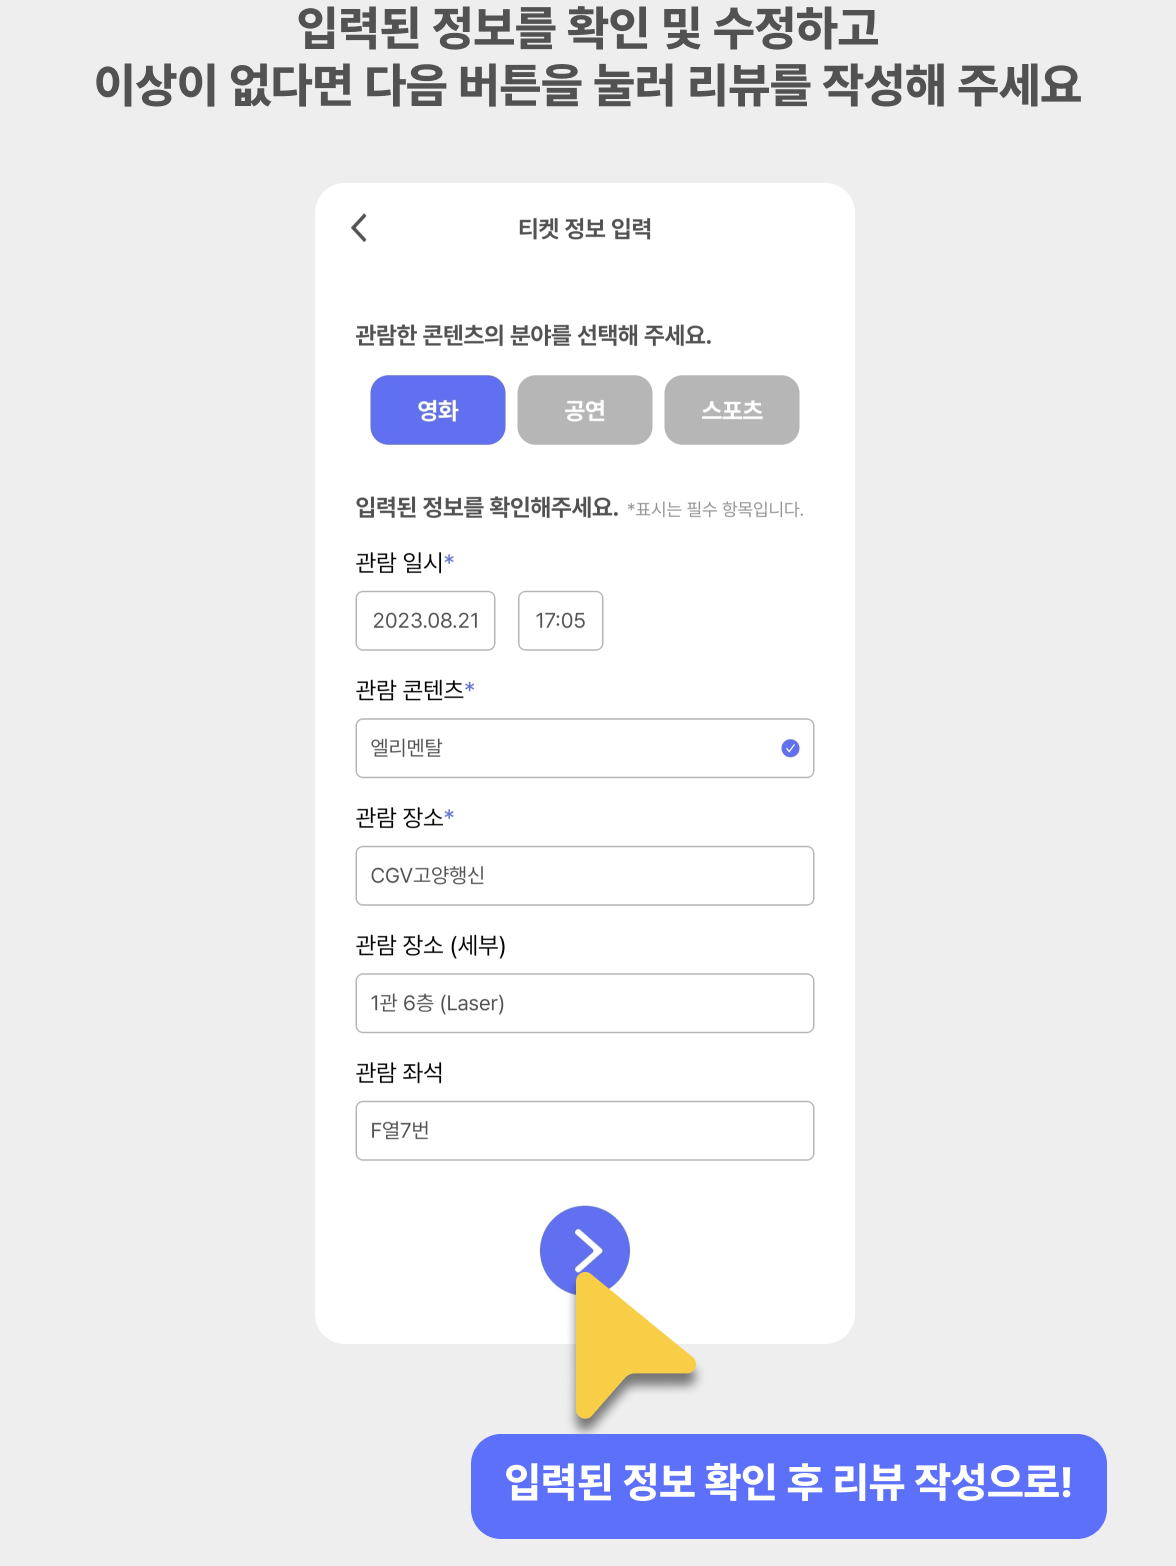 입력된 정보를 확인 및 수정하고
이상이 없다면 다음 버튼을 눌러 리뷰를 작성해 주세요
티켓 정보 입력
관람한 콘텐츠의 분야를 선택해 주세요.
영화 공연 스포츠
입력된 정보를 확인해주세요. *표시는 필수 항목입니다.
관람 일시*
2023.08.21 17:05
관람 콘텐츠*
엘리멘탈
관람 장소*
CGV고양행신
관람 장소 (세부)
1관 6층 (Laser)
관람 좌석
F열7번
입력된 정보 확인 후 리뷰 작성으로!